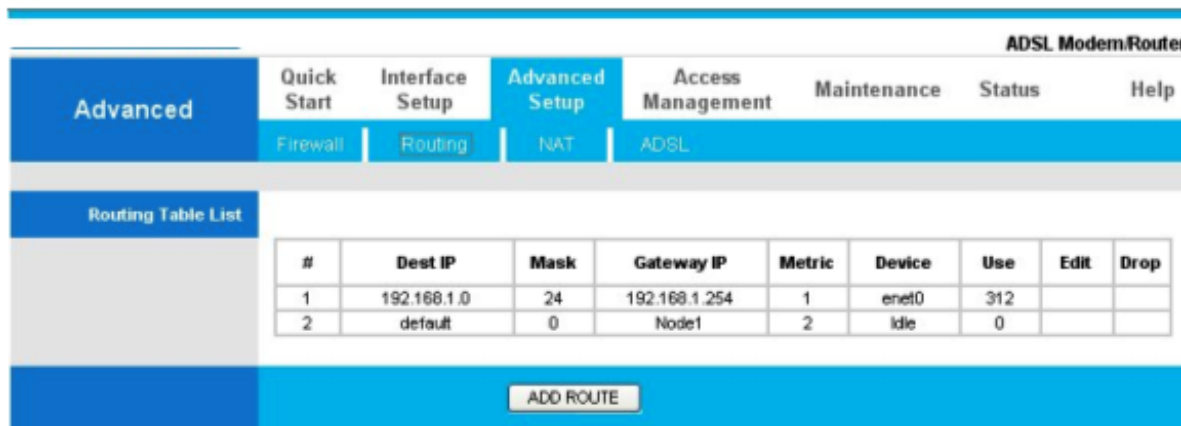 ADSL Modem/Router
Advanced
Quick Start
Interface Setup
Advanced Setup
Access Management
Maintenance
Status
Help
Firewall
Routing
NAT
ADSL
Routing Table List
# Dest IP Mask Gateway IP Metric Device Use Edit Drop
1 192.168.1.0 24 192.168.1.254 1 enet0 312
2 default 0 Node1 2 Idle 0
ADD ROUTE